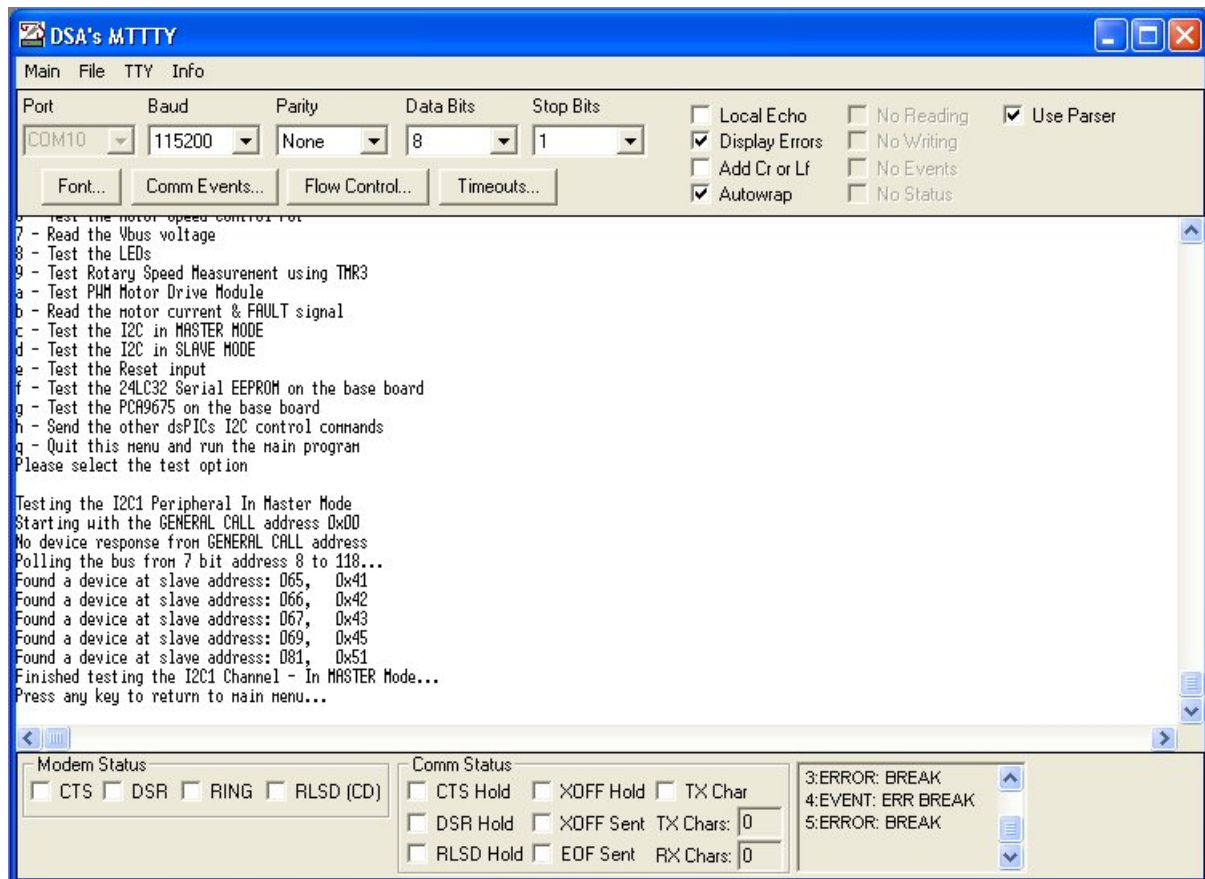 DSA's MTTTY
Main File TTY Info
Port Baud Parity Data Bits Stop Bits
COM10 115200 None 8 1
Local Echo No Reading Use Parser
Display Errors No Writing
Add Cr or Lf No Events
Autowrap No Status
Font... Comm Events... Flow Control... Timeouts...
- Test the Motor Speed Control Pot
7 - Read the Vbus voltage
8 - Test the LEDs
9 - Test Rotary Speed Measurement using TMR3
a - Test PWM Motor Drive Module
b - Read the motor current & FAULT signal
c - Test the I2C in MASTER MODE
d - Test the I2C in SLAVE MODE
e - Test the Reset input
f - Test the 24LC32 Serial EEPROM on the base board
g - Test the PCA9675 on the base board
h - Send the other dsPICs I2C control commands
q - Quit this menu and run the main program
Please select the test option
Testing the I2C1 Peripheral In Master Mode
Starting with the GENERAL CALL address 0x00
No device response from GENERAL CALL address
Polling the bus from 7 bit address 8 to 118...
Found a device at slave address: 065, 0x41
Found a device at slave address: 066, 0x42
Found a device at slave address: 067, 0x43
Found a device at slave address: 069, 0x45
Found a device at slave address: 081, 0x51
Finished testing the I2C1 Channel - In MASTER Mode...
Press any key to return to main menu...
Modem Status
CTS DSR RING RLSD (CD)
Comm Status
CTS Hold XOFF Hold TX Char
DSR Hold XOFF Sent TX Chars: 0
RLSD Hold EOF Sent RX Chars: 0
3:ERROR: BREAK
4:EVENT: ERR BREAK
5:ERROR: BREAK